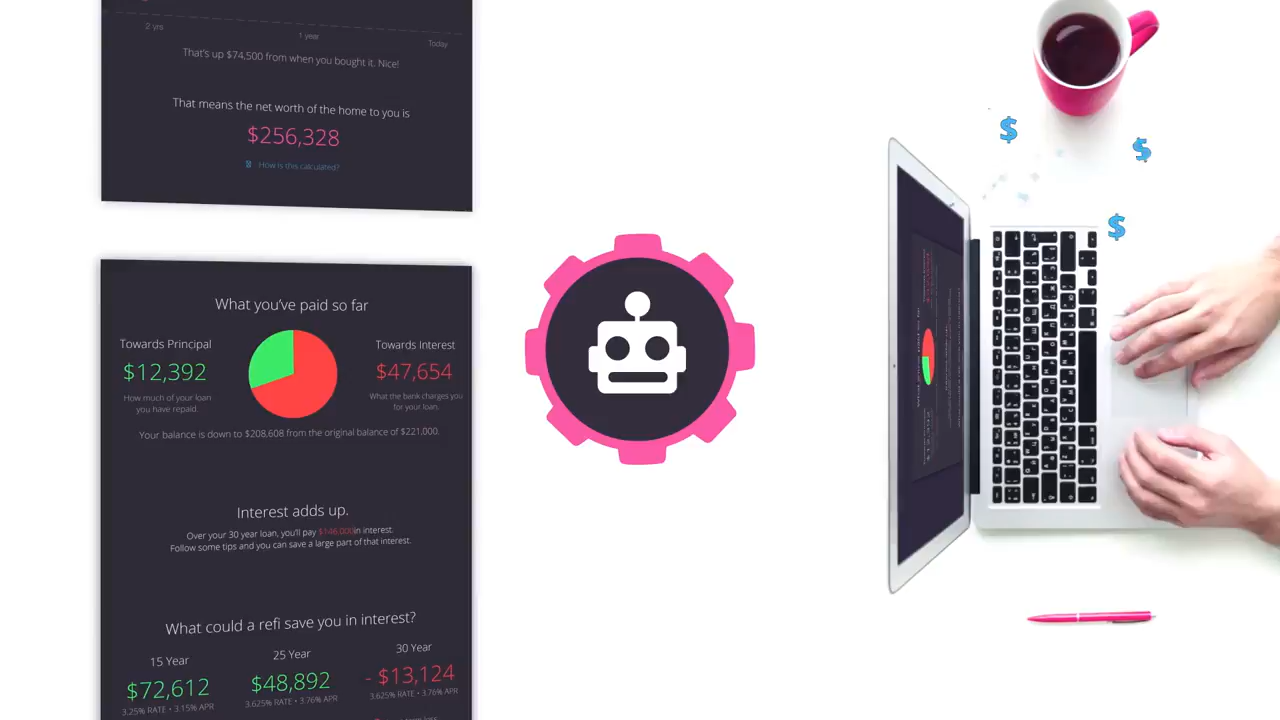 2 yrs
1 year
Today
That's up $74,500 from when you bought it. Nice!
That means the net worth of the home to you is
$256,328
How is this calculated?
What you've paid so far
Towards Principal
$12,392
How much of your loan
you have repaid.
Towards Interest
$47,654
What the bank charges you
for your loan.
Your balance is down to $208,608 from the original balance of $221,000.
Interest adds up.
Over your 30 year loan, you'll pay $146,000 in interest.
Follow some tips and you can save a large part of that interest.
What could a refi save you in interest?
15 Year
$72,612
3.25% RATE • 3.15% APR
25 Year
$48,892
3.625% RATE • 3.76% APR
30 Year
- $13,124
3.625% RATE • 3.76% APR
$
$
$